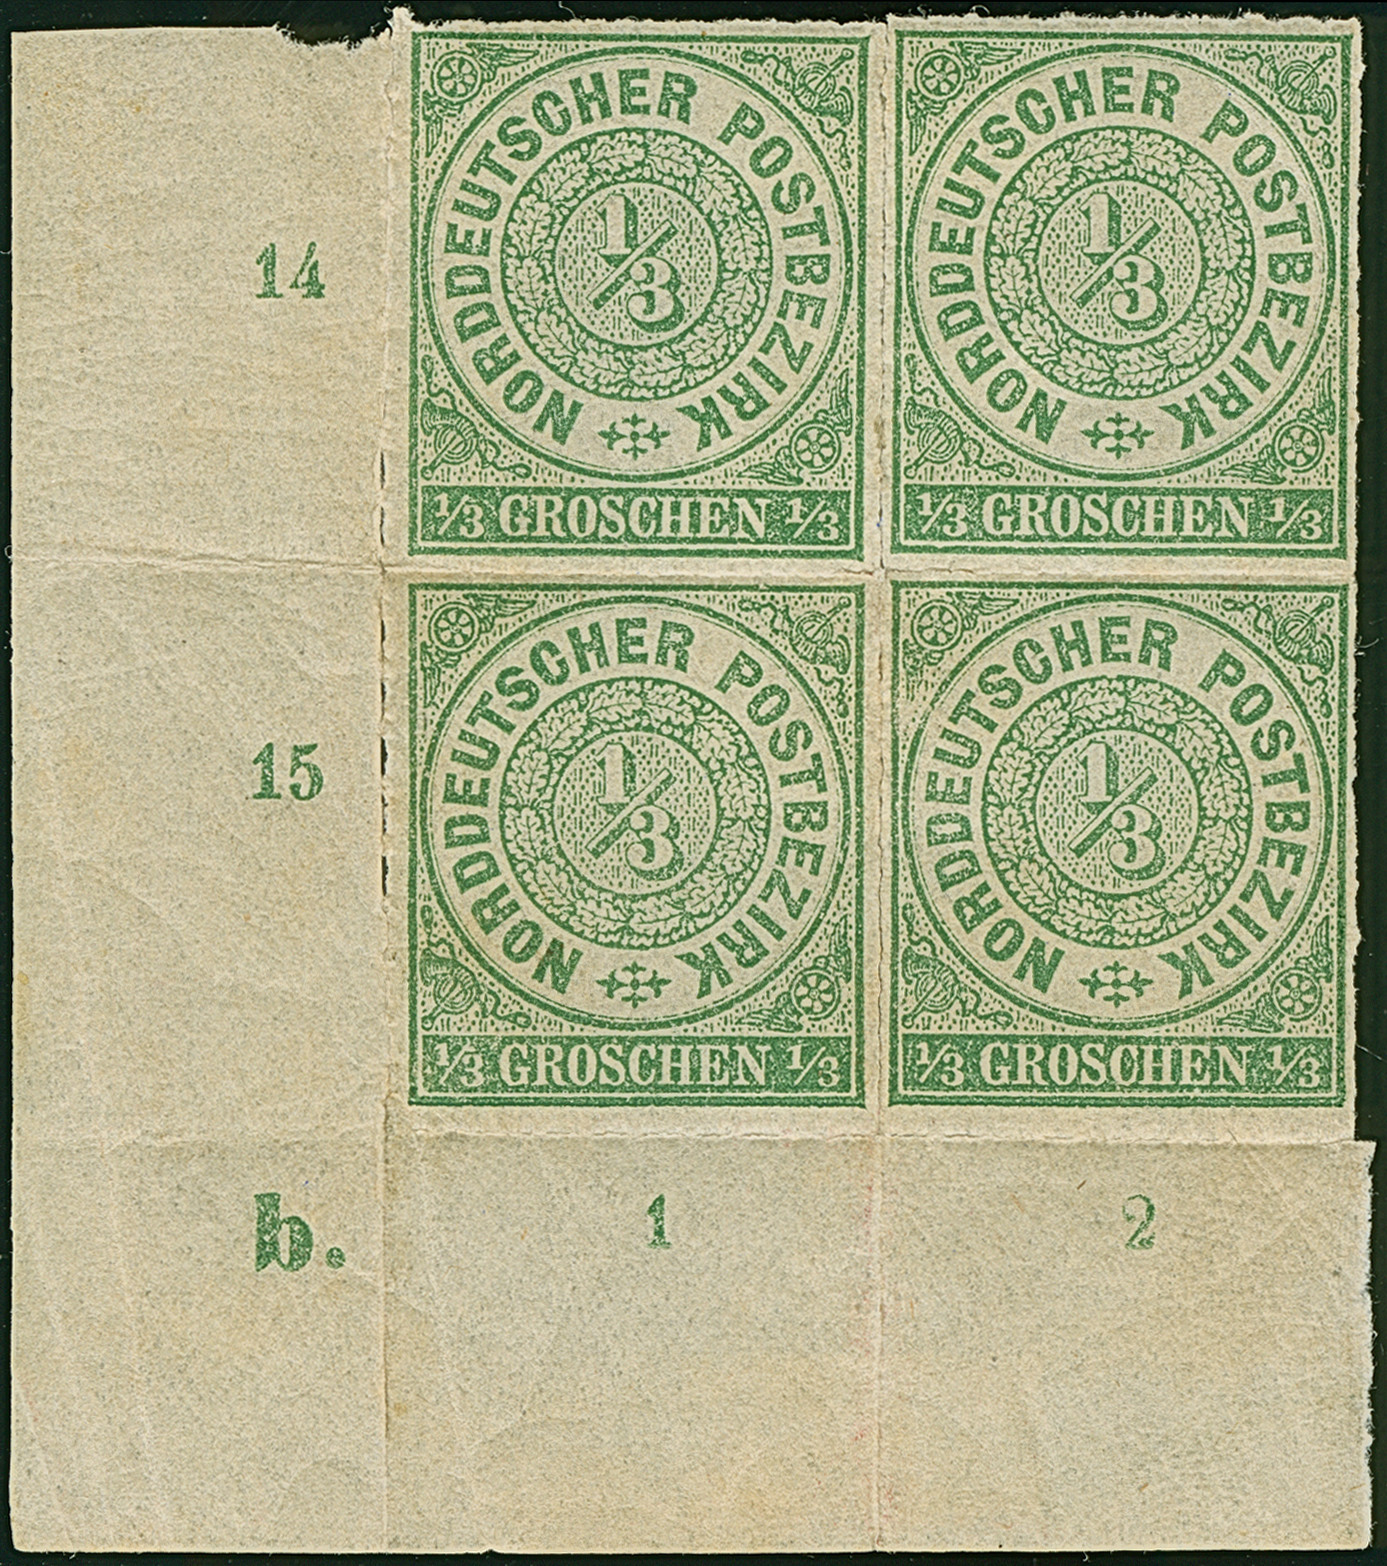 14
NORDDEUTSCHER POSTBEZIRK
1/3
1/3 GROSCHEN 1/3
NORDDEUTSCHER POSTBEZIRK
1/3
1/3 GROSCHEN 1/3
15
NORDDEUTSCHER POSTBEZIRK
1/3
1/3 GROSCHEN 1/3
NORDDEUTSCHER POSTBEZIRK
1/3
1/3 GROSCHEN 1/3
b. 1 2